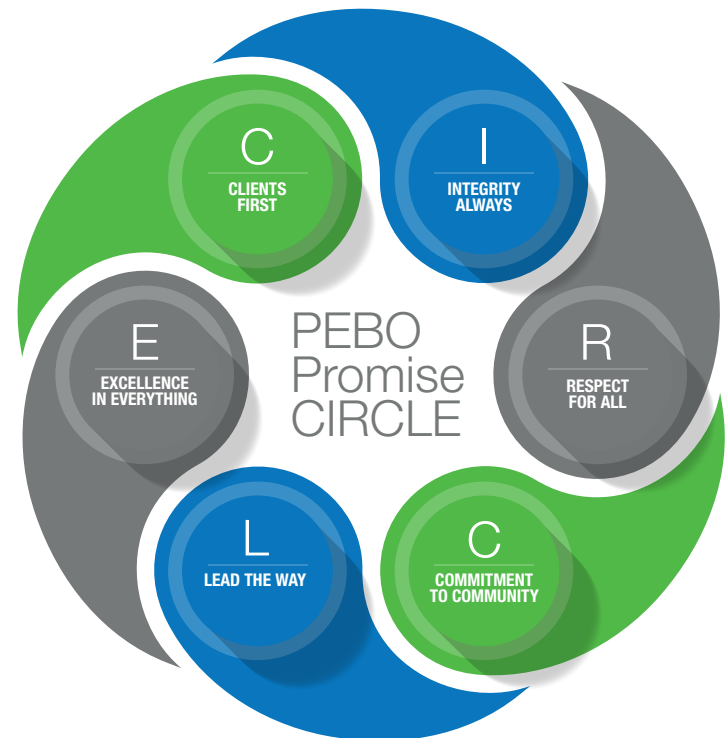 C
CLIENTS
FIRST
I
INTEGRITY
ALWAYS
R
RESPECT
FOR ALL
C
COMMITMENT
TO COMMUNITY
L
LEAD THE WAY
E
EXCELLENCE
IN EVERYTHING
PEBO
Promise
CIRCLE